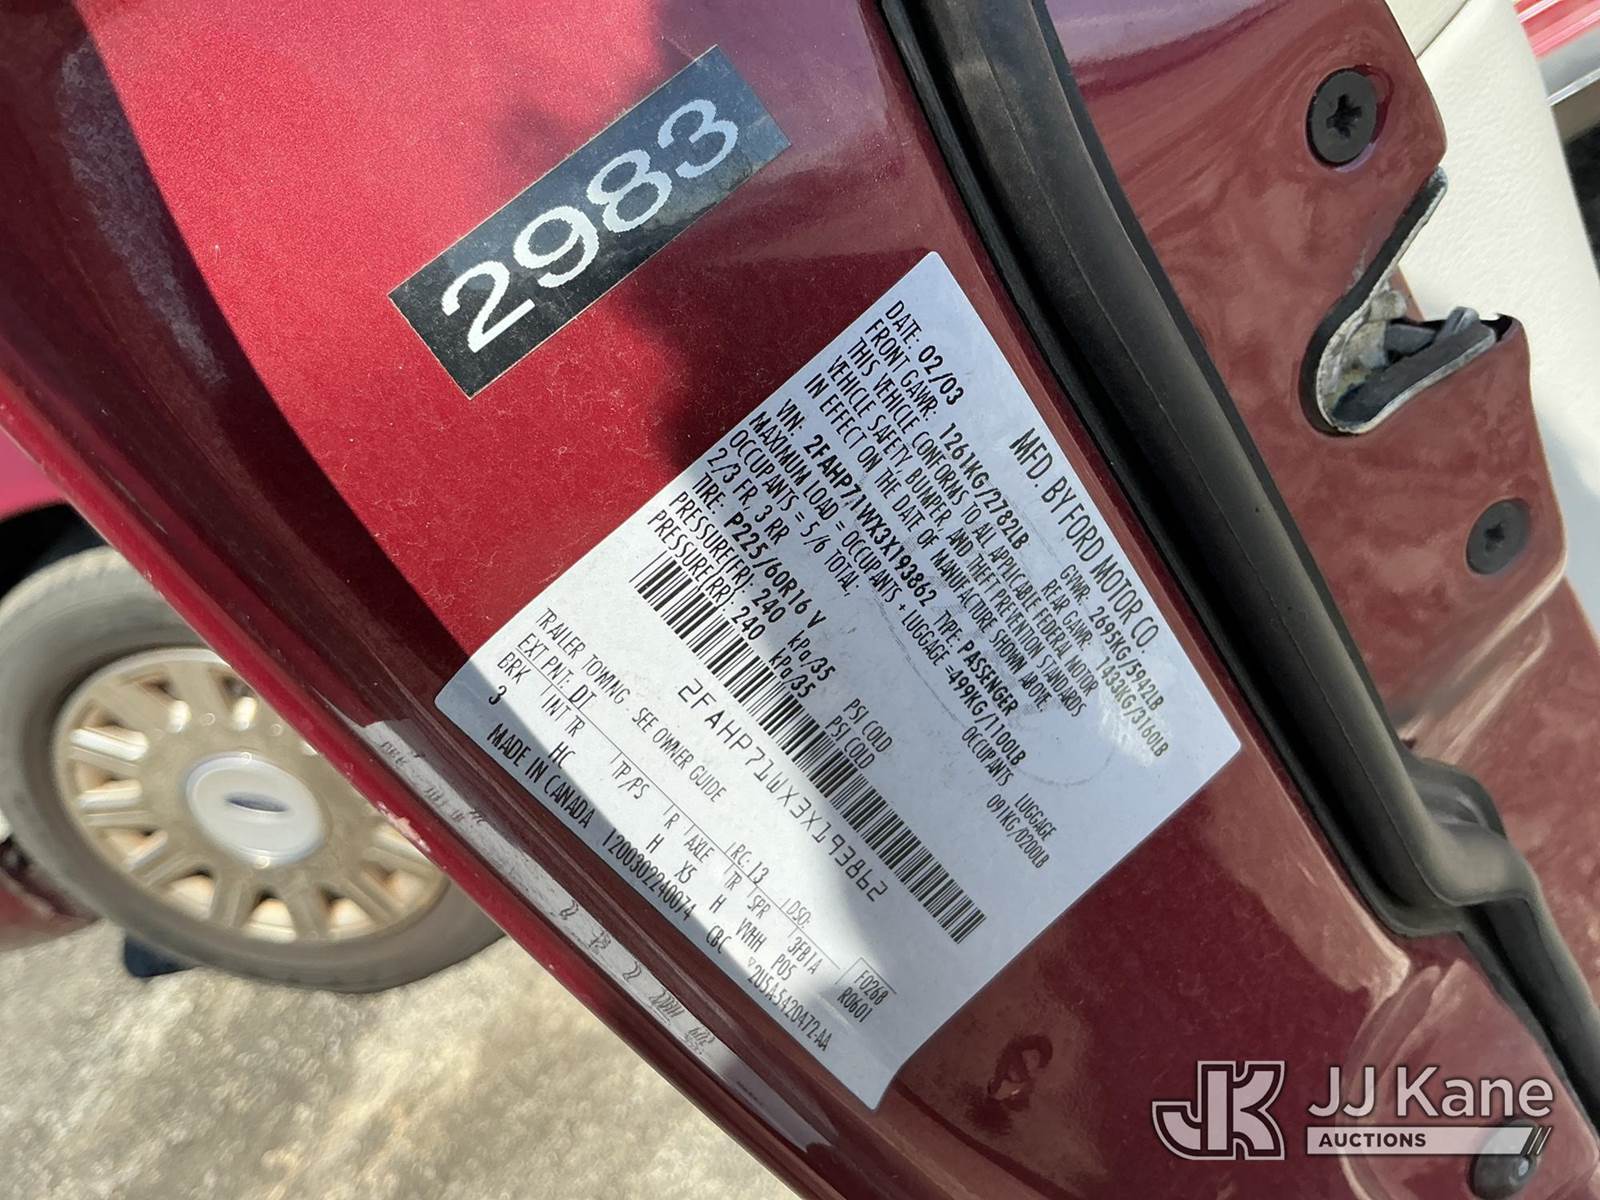 2983
MFD. BY FORD MOTOR CO.
DATE: 02/03 GVWR: 2695KG/5942LB
FRONT GAWR: 1261KG/2782LB REAR GAWR: 1433KG/3160LB
THIS VEHICLE CONFORMS TO ALL APPLICABLE FEDERAL MOTOR
VEHICLE SAFETY, BUMPER, AND THEFT PREVENTION STANDARDS
IN EFFECT ON THE DATE OF MANUFACTURE SHOWN ABOVE.
VIN: 2FAHP71WX3X193862 TYPE: PASSENGER
MAXIMUM LOAD = OCCUPANTS + LUGGAGE =499KG/1100LB
OCCUPANTS = 5/6 TOTAL, OCCUPANTS LUGGAGE
2/3 FR, 3 RR 091KG/0200LB
TIRE: P225/60R16 V
PRESSURE(FR): 240 kPa/35 PSI COLD
PRESSURE(RR): 240 kPa/35 PSI COLD
2FAHP71WX3X193862
TRAILER TOWING SEE OWNER GUIDE
EXT PNT: DT RC: 13 DSO: F0268
BRK INT TR TP/PS R AXLE TR SPR 3FB1A R0601
3 HC H X5 H VVHH P05
MADE IN CANADA 1200302240074 CBC 2U5A-5420472-AA
JK JJ Kane
AUCTIONS